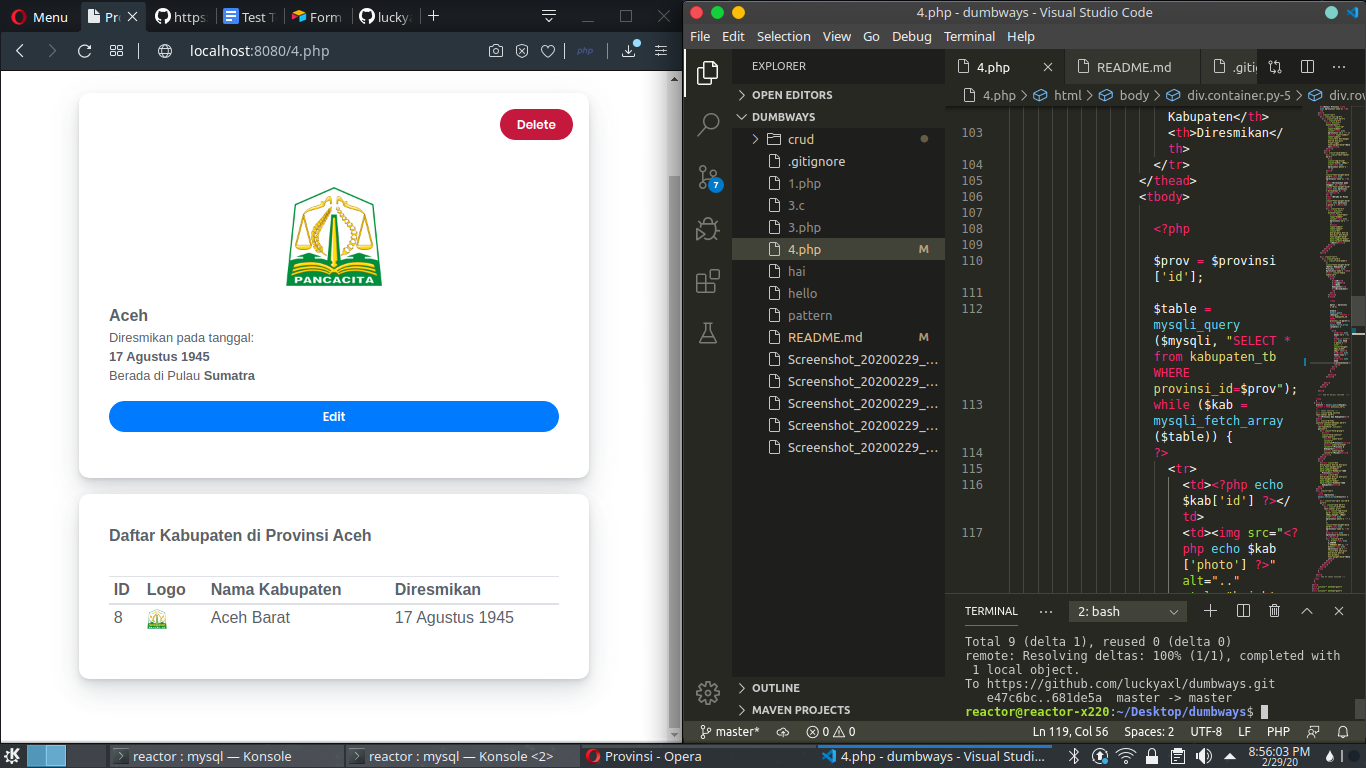 Menu
Pr
https
Test T
Form
lucky
localhost:8080/4.php
php
Delete
PANCACITA
Aceh
Diresmikan pada tanggal:
17 Agustus 1945
Berada di Pulau Sumatra
Edit
Daftar Kabupaten di Provinsi Aceh
ID Logo Nama Kabupaten Diresmikan
8 Aceh Barat 17 Agustus 1945
4.php - dumbways - Visual Studio Code
File Edit Selection View Go Debug Terminal Help
EXPLORER
OPEN EDITORS
DUMBWAYS
crud
.gitignore
1.php
3.c
3.php
4.php M
hai
hello
pattern
README.md M
Screenshot_20200229_...
Screenshot_20200229_...
Screenshot_20200229_...
Screenshot_20200229_...
Screenshot_20200229_...
OUTLINE
MAVEN PROJECTS
7
4.php README.md .gitig
4.php > html > body > div.container.py-5 > div.rov
Kabupaten</th>
103 <th>Diresmikan</
th>
104 </tr>
105 </thead>
106 <tbody>
107
108 <?php
109
110 $prov = $provinsi
['id'];
111
112 $table =
mysqli_query
($mysqli, "SELECT *
from kabupaten_tb
WHERE
provinsi_id=$prov");
113 while ($kab =
mysqli_fetch_array
($table)) {
114 ?>
115 <tr>
116 <td><?php echo
$kab['id'] ?></
td>
117 <td><img src="<?
php echo $kab
['photo'] ?>"
alt=".."
TERMINAL ... 2: bash
Total 9 (delta 1), reused 0 (delta 0)
remote: Resolving deltas: 100% (1/1), completed with
1 local object.
To https://github.com/luckyaxl/dumbways.git
e47c6bc..681de5a master -> master
reactor@reactor-x220:~/Desktop/dumbways$
master* 0 0 Ln 119, Col 56 Spaces: 2 UTF-8 LF PHP
reactor : mysql — Konsole
reactor : mysql — Konsole <2>
Provinsi - Opera
4.php - dumbways - Visual Studi...
8:56:03 PM
2/29/20